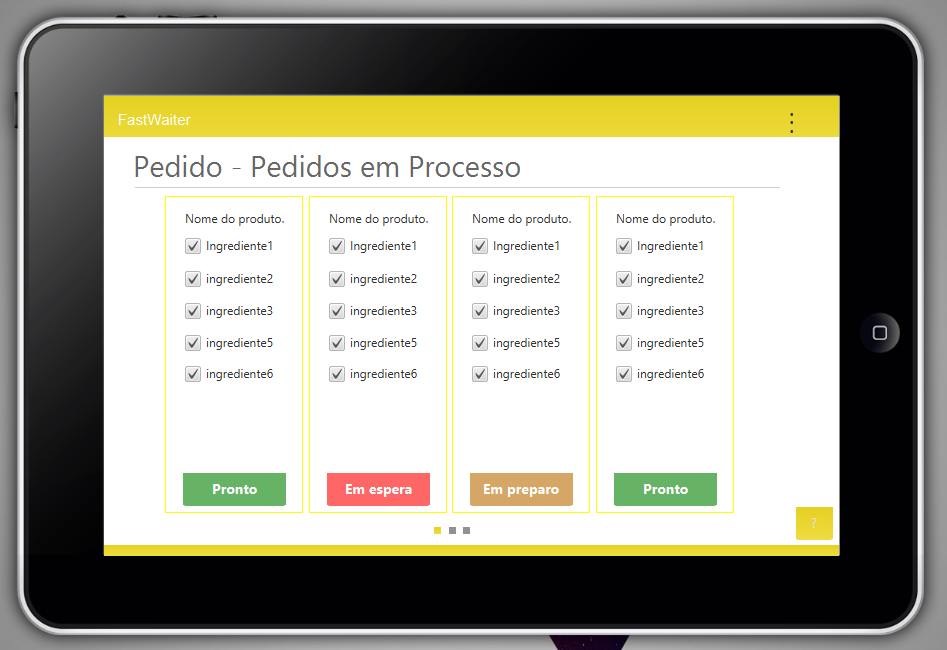 FastWaiter
Pedido - Pedidos em Processo
Nome do produto.
Ingrediente1
ingrediente2
ingrediente3
ingrediente5
ingrediente6
Pronto
Nome do produto.
Ingrediente1
ingrediente2
ingrediente3
ingrediente5
ingrediente6
Em espera
Nome do produto.
Ingrediente1
ingrediente2
ingrediente3
ingrediente5
ingrediente6
Em preparo
Nome do produto.
Ingrediente1
ingrediente2
ingrediente3
ingrediente5
ingrediente6
Pronto
?